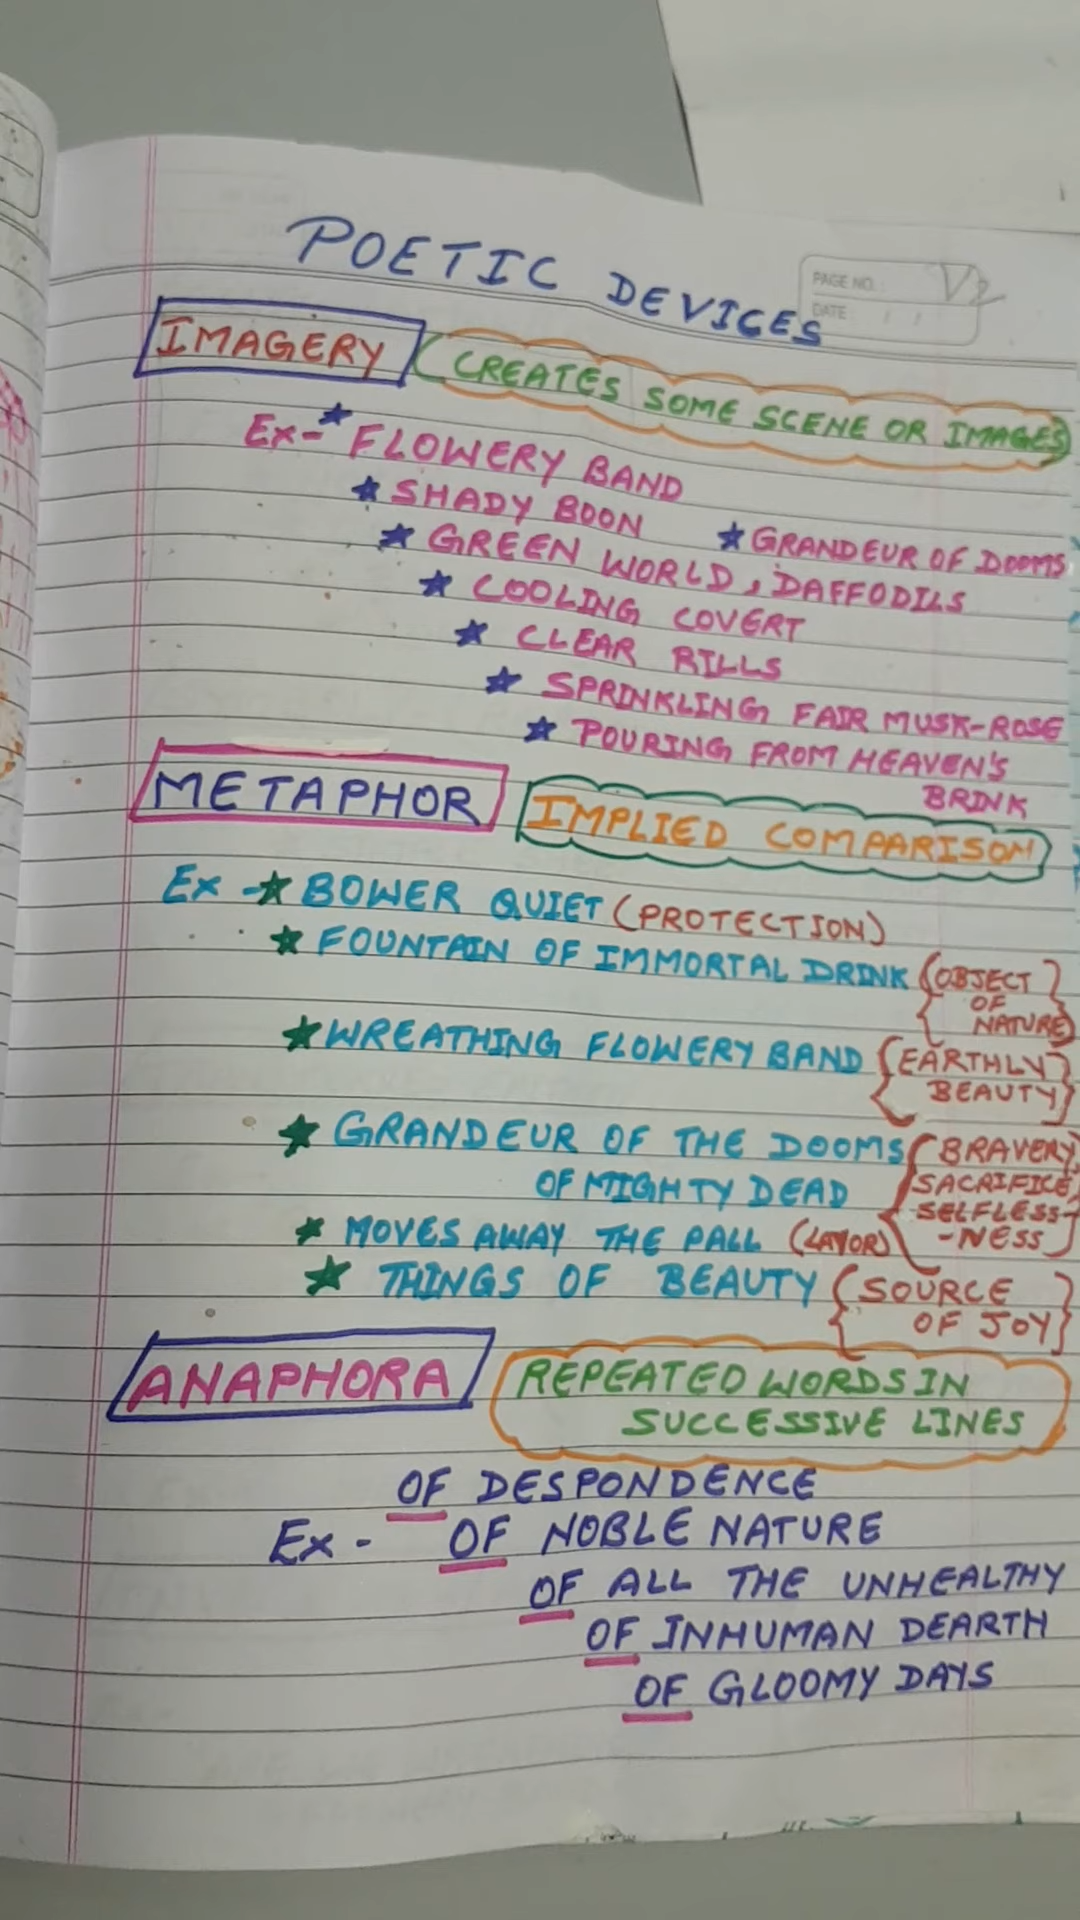 POETIC DEVICES
PAGE NO.: V2
DATE / /
IMAGERY (CREATES SOME SCENE OR IMAGES)
Ex-* FLOWERY BAND
* SHADY BOON * GRANDEUR OF DOOMS
* GREEN WORLD, DAFFODILS
* COOLING COVERT
* CLEAR RILLS
* SPRINKLING FAIR MUSK-ROSE
* POURING FROM HEAVEN'S
BRINK
METAPHOR IMPLIED COMPARISON
Ex -* BOWER QUIET (PROTECTION)
* FOUNTAIN OF IMMORTAL DRINK {OBJECT
OF
NATURE}
* WREATHING FLOWERY BAND {EARTHLY
BEAUTY}
* GRANDEUR OF THE DOOMS {BRAVERY,
OF MIGHTY DEAD SACRIFICE,
SELFLESS-
* MOVES AWAY THE PALL (LAYOR) -NESS}
* THINGS OF BEAUTY {SOURCE
OF JOY}
ANAPHORA REPEATED WORDS IN
SUCCESSIVE LINES
OF DESPONDENCE
Ex - OF NOBLE NATURE
OF ALL THE UNHEALTHY
OF INHUMAN DEARTH
OF GLOOMY DAYS